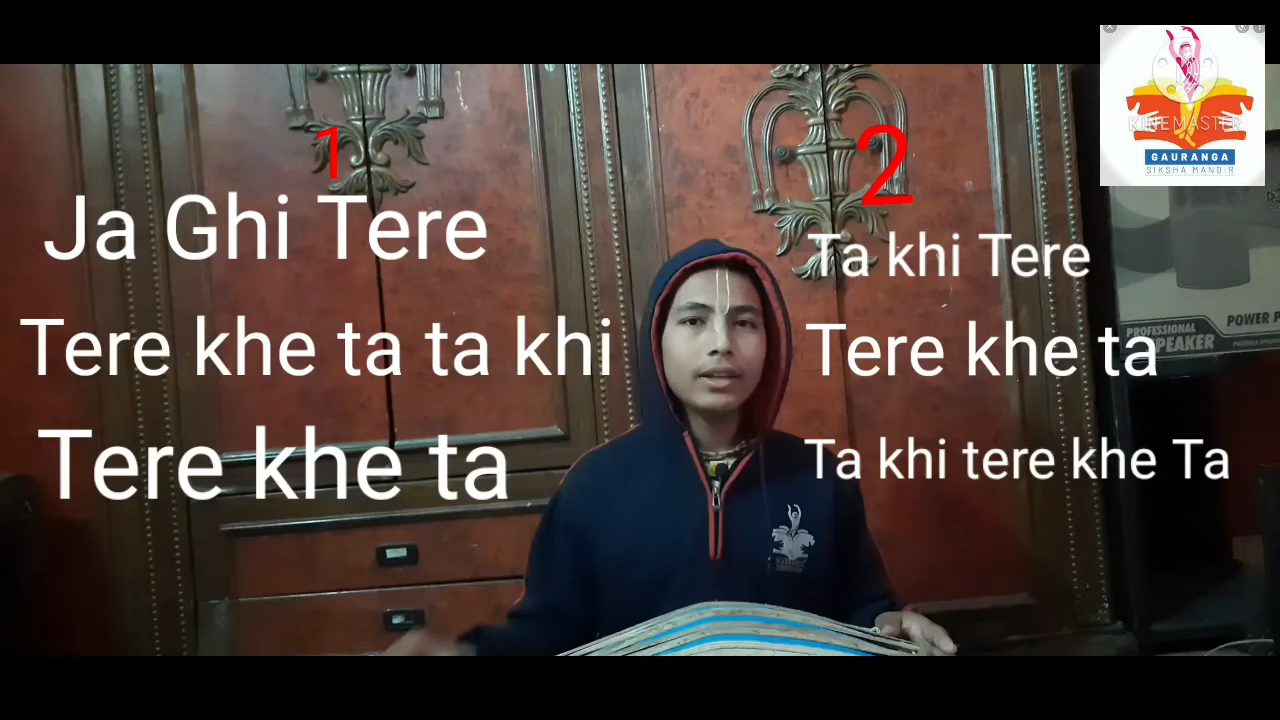 1
Ja Ghi Tere
Tere khe ta ta khi
Tere khe ta
2
Ta khi Tere
Tere khe ta
Ta khi tere khe Ta
KINEMASTER
GAURANGA
SIKSHA MANDIR
PROFESSIONAL
SPEAKER
POWER